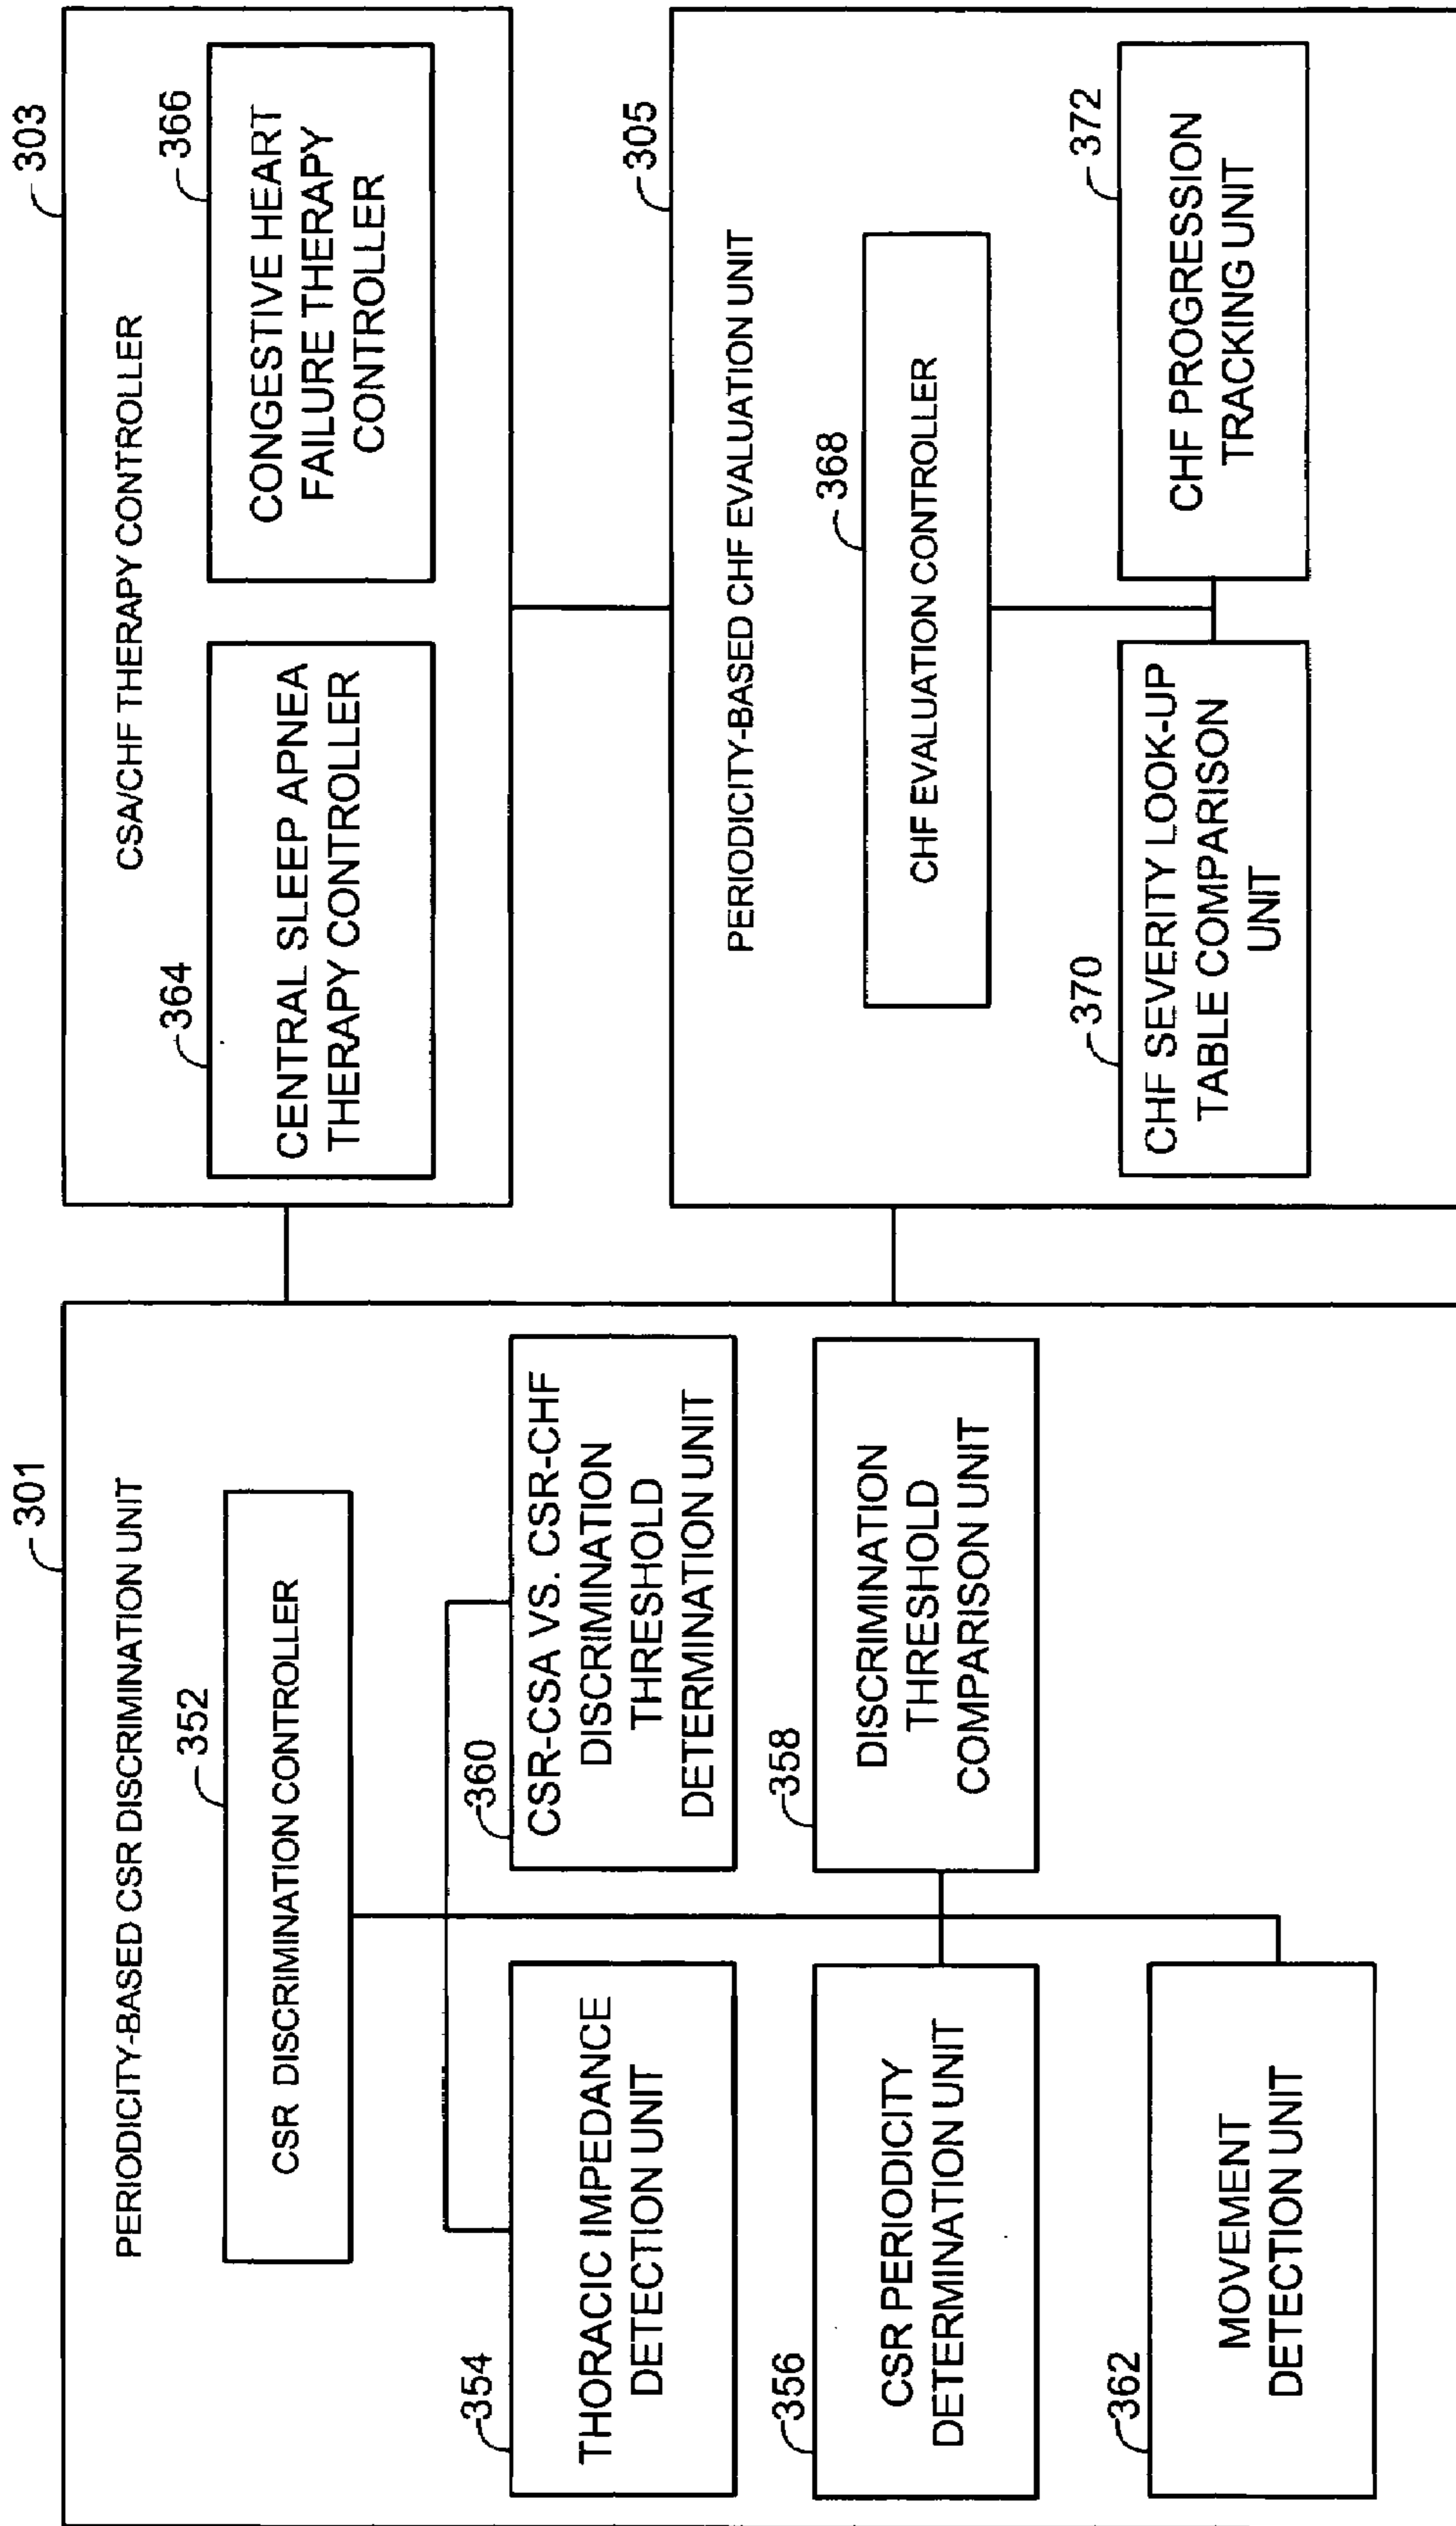 301
PERIODICITY-BASED CSR DISCRIMINATION UNIT
352
CSR DISCRIMINATION CONTROLLER
354
THORACIC IMPEDANCE
DETECTION UNIT
360
CSR-CSA VS. CSR-CHF
DISCRIMINATION
THRESHOLD
DETERMINATION UNIT
356
CSR PERIODICITY
DETERMINATION UNIT
358
DISCRIMINATION
THRESHOLD
COMPARISON UNIT
362
MOVEMENT
DETECTION UNIT
303
CSA/CHF THERAPY CONTROLLER
364
CENTRAL SLEEP APNEA
THERAPY CONTROLLER
366
CONGESTIVE HEART
FAILURE THERAPY
CONTROLLER
305
PERIODICITY-BASED CHF EVALUATION UNIT
368
CHF EVALUATION CONTROLLER
370
CHF SEVERITY LOOK-UP
TABLE COMPARISON
UNIT
372
CHF PROGRESSION
TRACKING UNIT